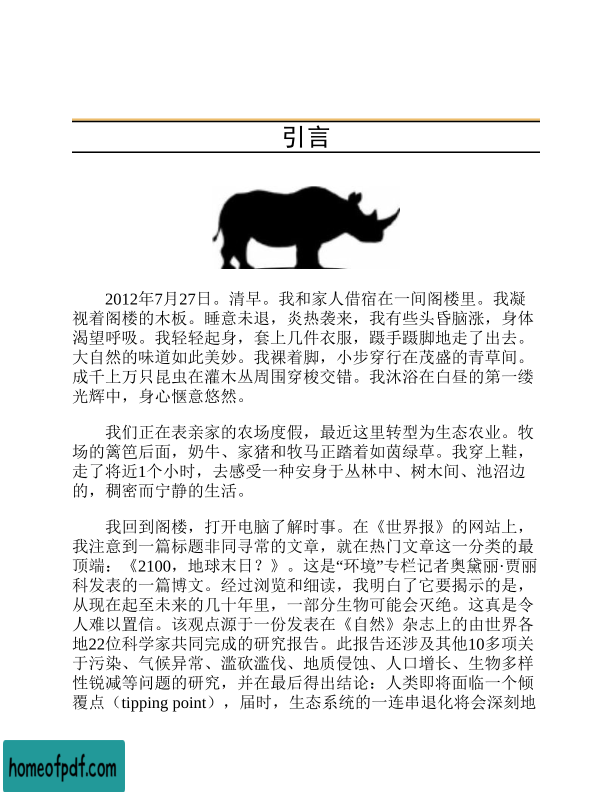 引言
2012年7月27日。清早。我和家人借宿在一间阁楼里。我凝
视着阁楼的木板。睡意未退，炎热袭来，我有些头昏脑涨，身体
渴望呼吸。我轻轻起身，套上几件衣服，蹑手蹑脚地走了出去。
大自然的味道如此美妙。我裸着脚，小步穿行在茂盛的青草间。
成千上万只昆虫在灌木丛周围穿梭交错。我沐浴在白昼的第一缕
光辉中，身心惬意悠然。
我们正在表亲家的农场度假，最近这里转型为生态农业。牧
场的篱笆后面，奶牛、家猪和牧马正踏着如茵绿草。我穿上鞋，
走了将近1个小时，去感受一种安身于丛林中、树木间、池沼边
的，稠密而宁静的生活。
我回到阁楼，打开电脑了解时事。在《世界报》的网站上，
我注意到一篇标题非同寻常的文章，就在热门文章这一分类的最
顶端：《2100，地球末日？》。这是“环境”专栏记者奥黛丽·贾丽
科发表的一篇博文。经过浏览和细读，我明白了它要揭示的是，
从现在起至未来的几十年里，一部分生物可能会灭绝。这真是令
人难以置信。该观点源于一份发表在《自然》杂志上的由世界各
地22位科学家共同完成的研究报告。此报告还涉及其他10多项关
于污染、气候异常、滥砍滥伐、地质侵蚀、人口增长、生物多样
性锐减等问题的研究，并在最后得出结论：人类即将面临一个倾
覆点（tipping point），届时，生态系统的一连串退化将会深刻地
homeofpdf.com